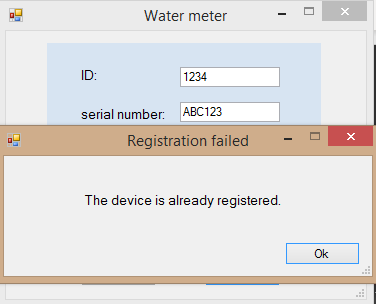 Water meter
ID:
1234
serial number:
ABC123
Registration failed
The device is already registered.
Ok